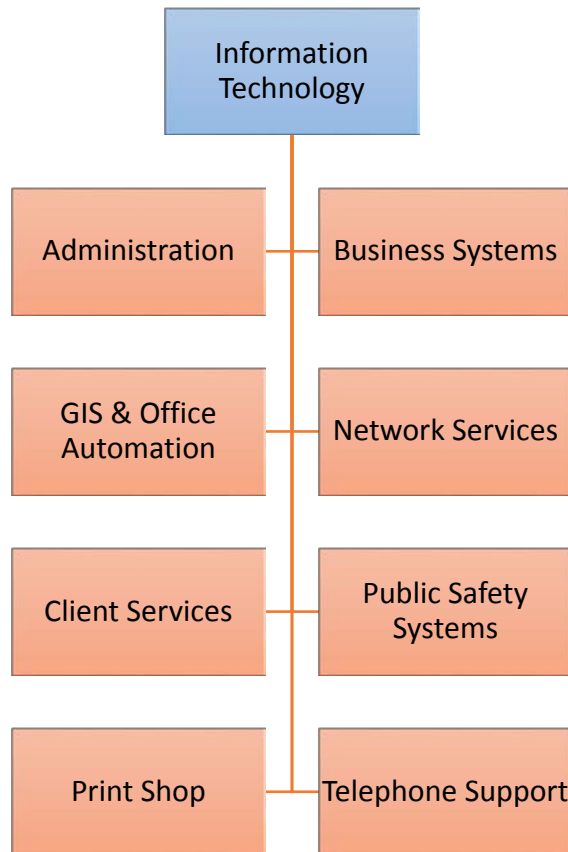 Information
Technology
Administration
Business Systems
GIS & Office
Automation
Network Services
Client Services
Public Safety
Systems
Print Shop
Telephone Support